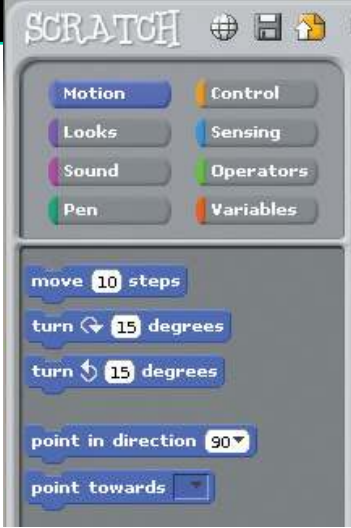 SCRATCH
Motion Control
Looks Sensing
Sound Operators
Pen Variables
move 10 steps
turn 15 degrees
turn 15 degrees
point in direction 90
point towards